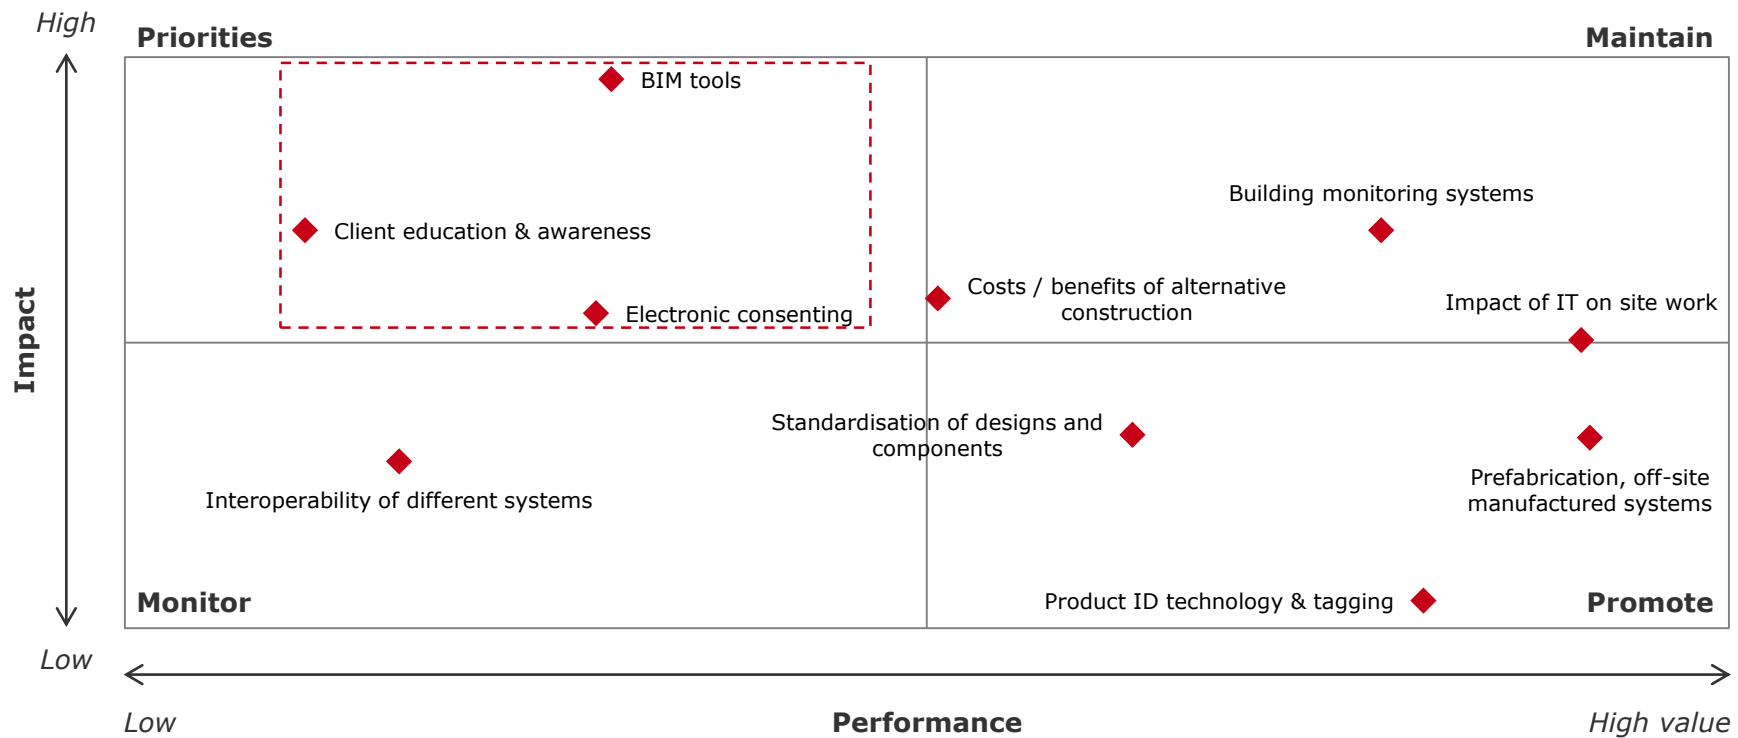 High
Priorities
Maintain
BIM tools
Building monitoring systems
Client education & awareness
Costs / benefits of alternative
construction
Impact of IT on site work
Electronic consenting
Impact
Standardisation of designs and
components
Interoperability of different systems
Prefabrication, off-site
manufactured systems
Monitor
Product ID technology & tagging
Promote
Low
Low
Performance
High value